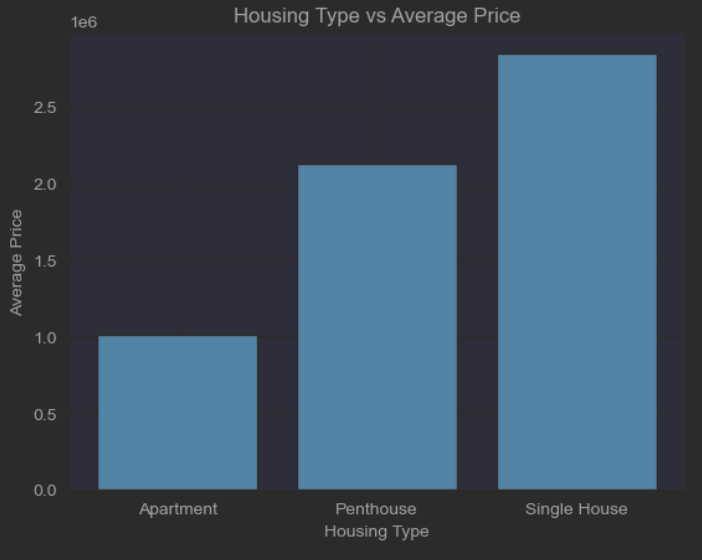 Housing Type vs Average Price
1e6
2.5
2.0
1.5
1.0
0.5
0.0
Average Price
Apartment Penthouse Single House
Housing Type